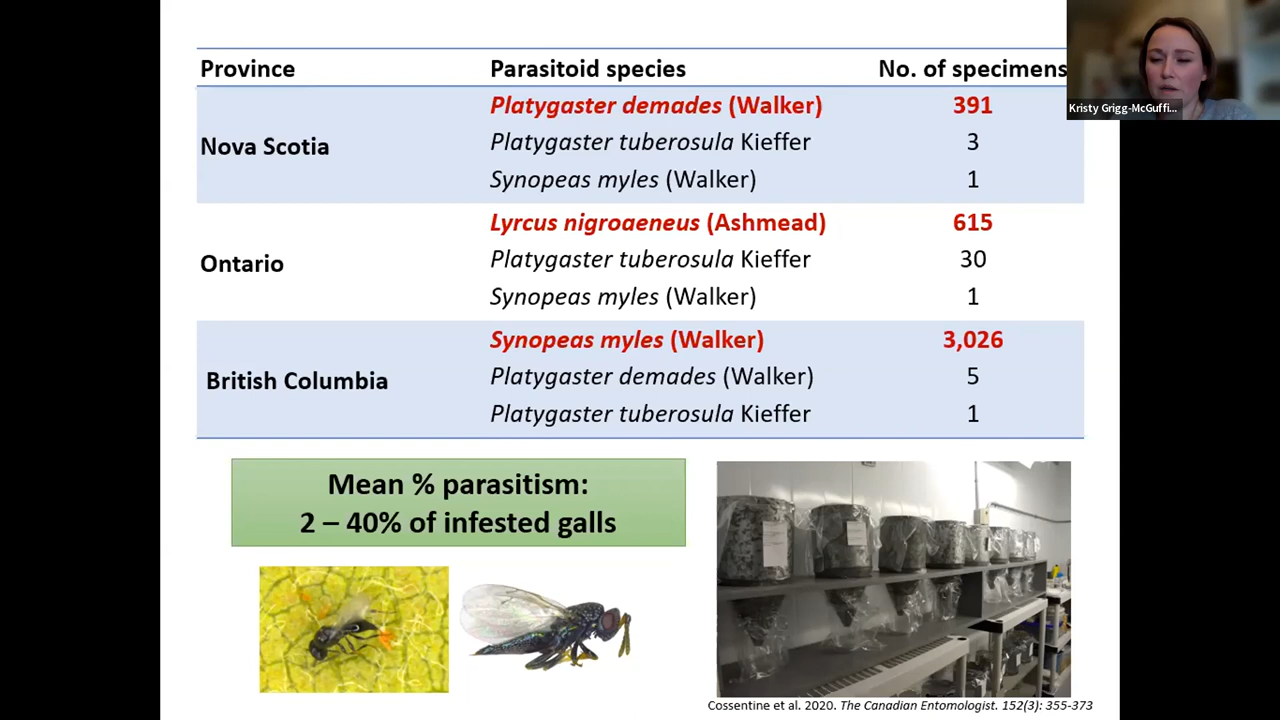 Province Parasitoid species No. of specimens
Kristy Grigg-McGuffi...
Nova Scotia
Platygaster demades (Walker) 391
Platygaster tuberosula Kieffer 3
Synopeas myles (Walker) 1
Ontario
Lyrcus nigroaeneus (Ashmead) 615
Platygaster tuberosula Kieffer 30
Synopeas myles (Walker) 1
British Columbia
Synopeas myles (Walker) 3,026
Platygaster demades (Walker) 5
Platygaster tuberosula Kieffer 1
Mean % parasitism:
2 – 40% of infested galls
Cossentine et al. 2020. The Canadian Entomologist. 152(3): 355-373